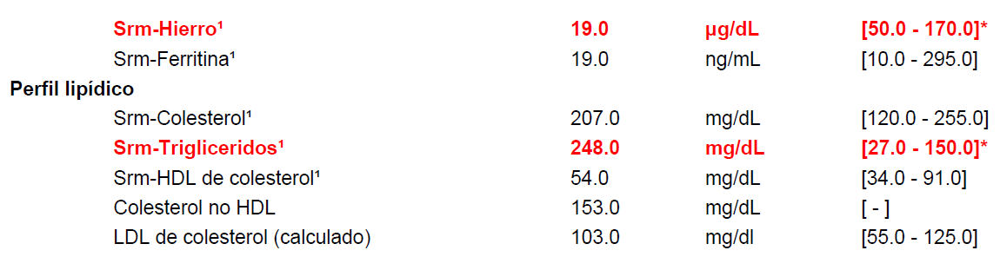 Srm-Hierro¹ 19.0 µg/dL [50.0 - 170.0]*
Srm-Ferritina¹ 19.0 ng/mL [10.0 - 295.0]
Perfil lipídico
Srm-Colesterol¹ 207.0 mg/dL [120.0 - 255.0]
Srm-Trigliceridos¹ 248.0 mg/dL [27.0 - 150.0]*
Srm-HDL de colesterol¹ 54.0 mg/dL [34.0 - 91.0]
Colesterol no HDL 153.0 mg/dL [ - ]
LDL de colesterol (calculado) 103.0 mg/dl [55.0 - 125.0]